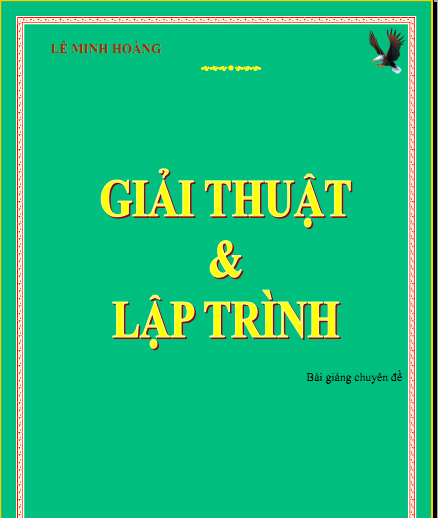 LÊ MINH HOÀNG
GIẢI THUẬT
&
LẬP TRÌNH
Bài giảng chuyên đề